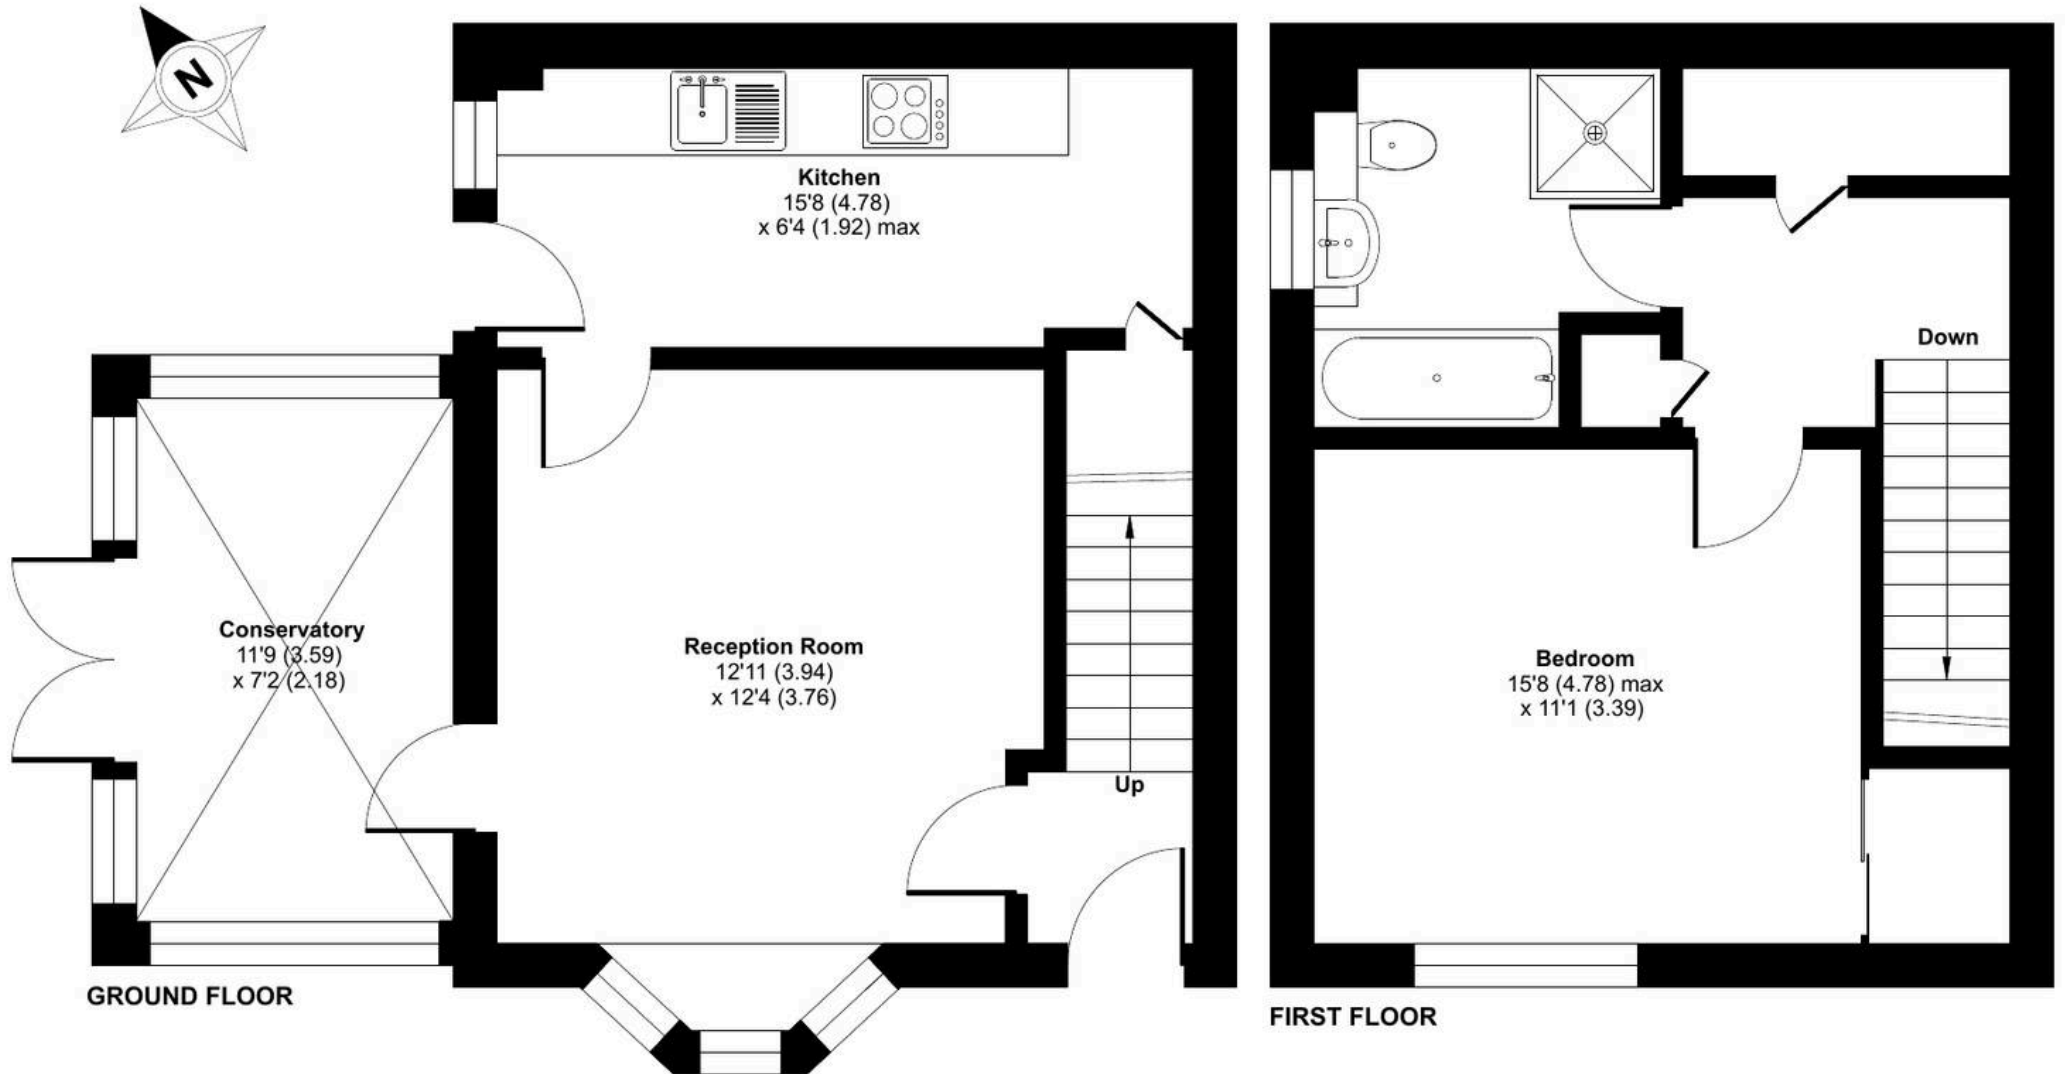 N
Kitchen
15'8 (4.78)
x 6'4 (1.92) max
Down
Conservatory
11'9 (3.59)
x 7'2 (2.18)
Reception Room
12'11 (3.94)
x 12'4 (3.76)
Bedroom
15'8 (4.78) max
x 11'1 (3.39)
Up
GROUND FLOOR
FIRST FLOOR